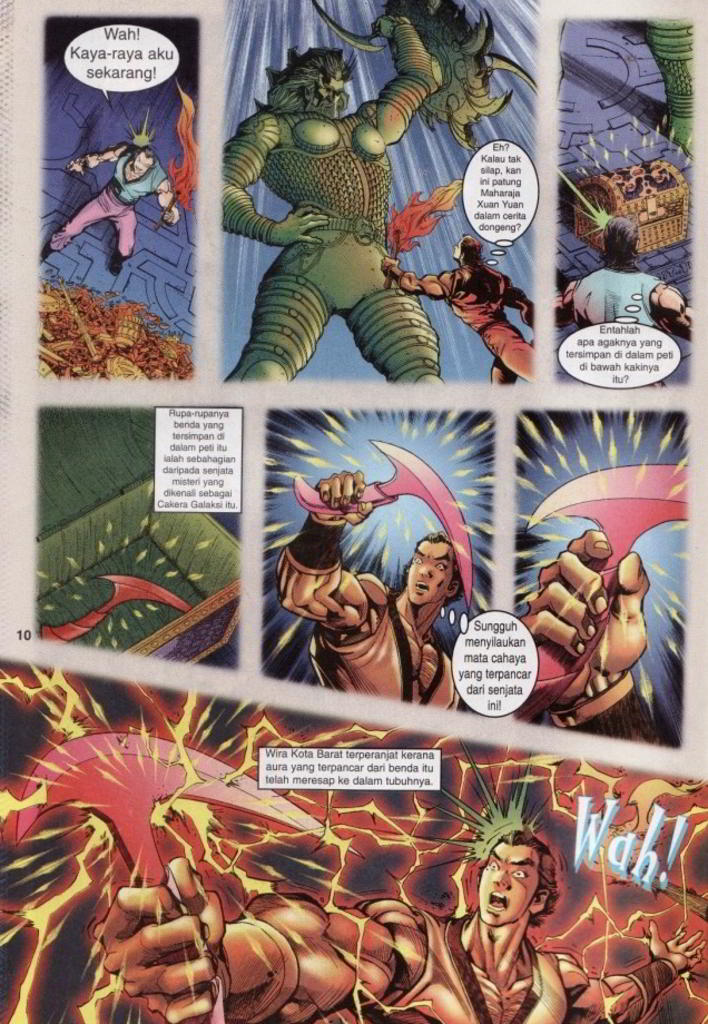 Wah!
Kaya-raya aku
sekarang!
Eh?
Kalau tak
silap, kan
ini patung
Maharaja
Xuan Yuan
dalam cerita
dongeng?
Entahlah
apa agaknya yang
tersimpan di dalam peti
di bawah kakinya
itu?
Rupa-rupanya
benda yang
tersimpan di
dalam peti itu
ialah sebahagian
daripada senjata
misteri yang
dikenali sebagai
Cakera Galaksi itu.
Sungguh
menyilaukan
mata cahaya
yang terpancar
dari senjata
ini!
10
Wira Kota Barat terperanjat kerana
aura yang terpancar dari benda itu
telah meresap ke dalam tubuhnya.
Wah!